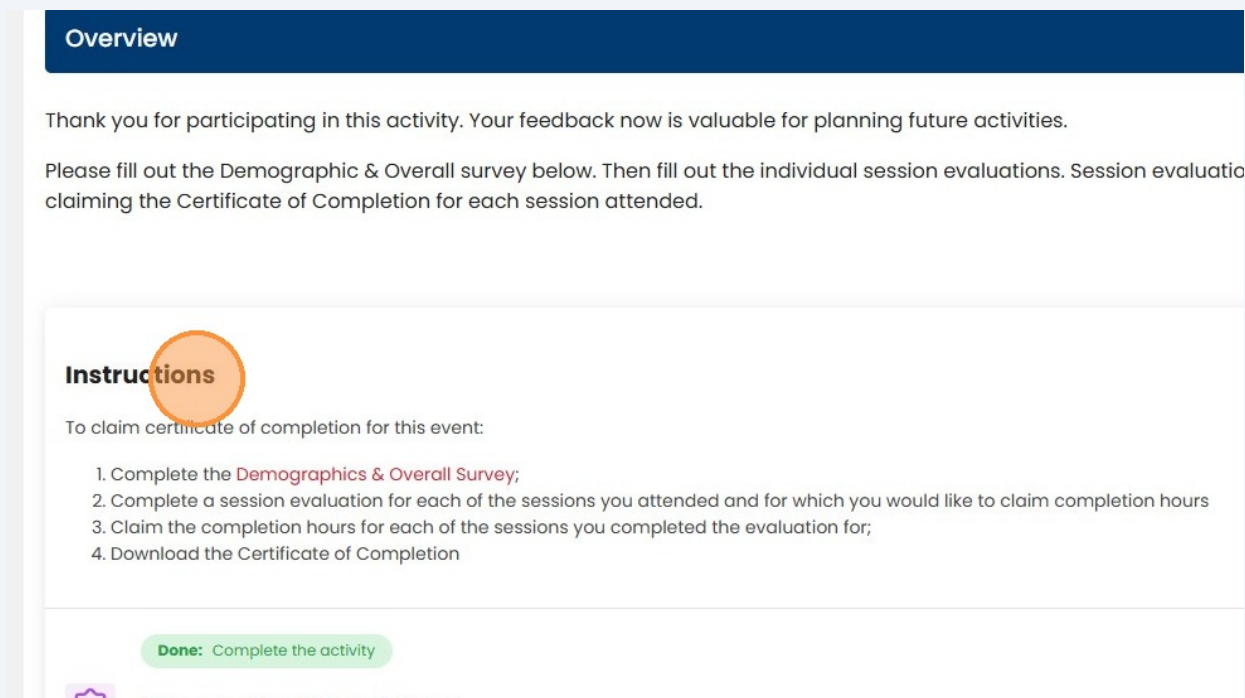 Overview
Thank you for participating in this activity. Your feedback now is valuable for planning future activities.
Please fill out the Demographic & Overall survey below. Then fill out the individual session evaluations. Session evaluatio
claiming the Certificate of Completion for each session attended.
Instructions
To claim certificate of completion for this event:
1. Complete the Demographics & Overall Survey;
2. Complete a session evaluation for each of the sessions you attended and for which you would like to claim completion hours
3. Claim the completion hours for each of the sessions you completed the evaluation for;
4. Download the Certificate of Completion
Done: Complete the activity